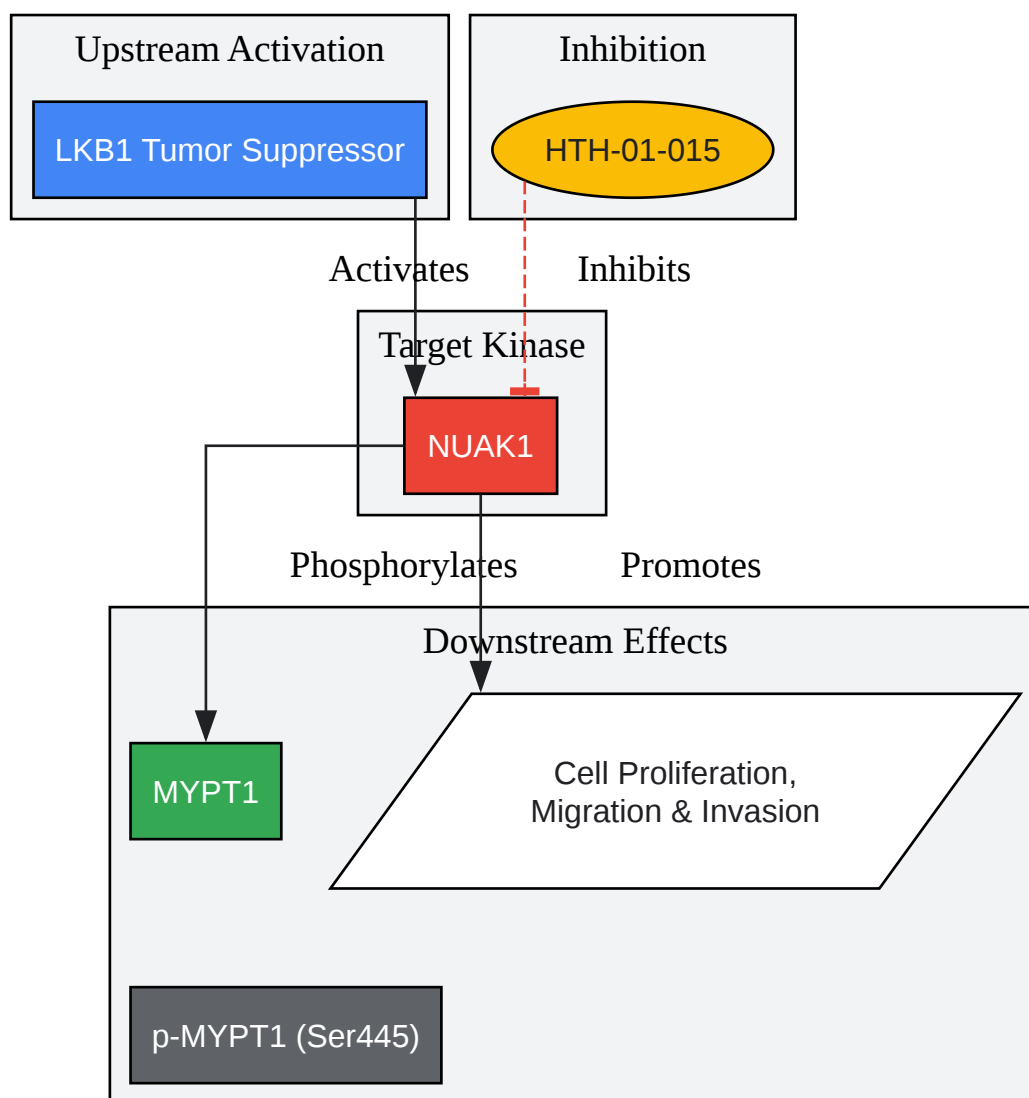 Upstream Activation
Inhibition
LKB1 Tumor Suppressor
HTH-01-015
Activates
Inhibits
Target Kinase
NUAK1
Phosphorylates
Promotes
Downstream Effects
MYPT1
Cell Proliferation,
Migration & Invasion
p-MYPT1 (Ser445)